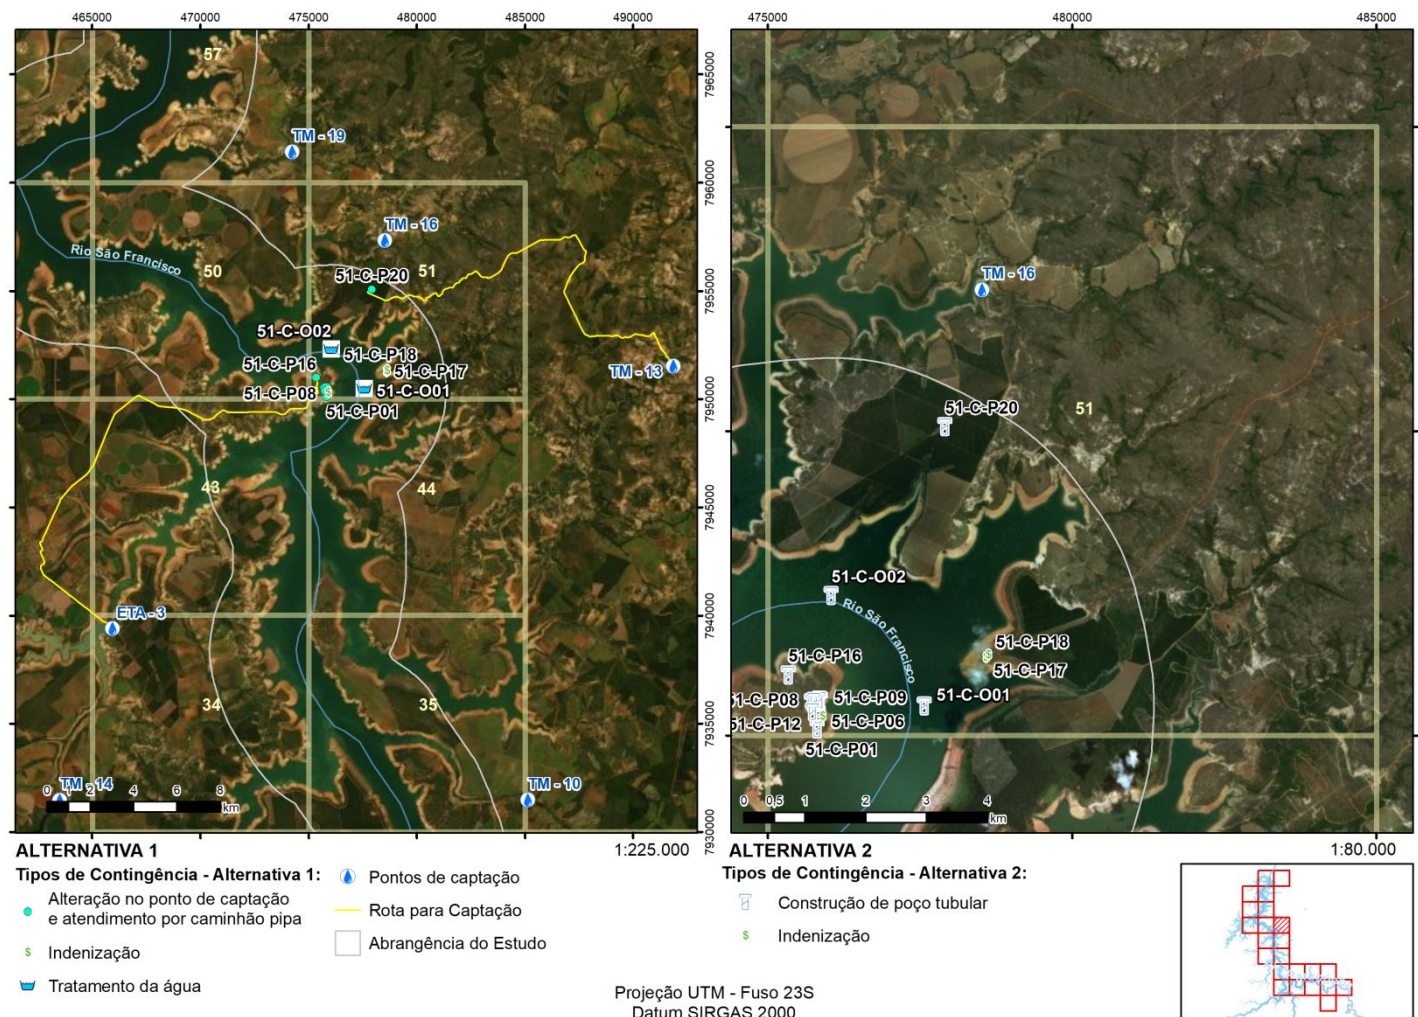 465000 470000 475000 480000 485000 490000
475000 480000 485000
57
7965000
TM - 19
7960000
TM - 16
Rio São Francisco
50
51-C-P20
51
7955000
51-C-O02
51-C-P16
51-C-P18
51-C-P17
TM - 13
51-C-P08
51-C-O01
51-C-P01
7950000
43
44
7945000
ETA - 3
7940000
34
35
7935000
TM - 14
TM - 10
0 2 4 6 8
km
7930000
TM - 16
51-C-P20
51
51-C-O02
Rio São Francisco
51-C-P18
51-C-P16
51-C-P17
51-C-P08
51-C-P09
51-C-O01
51-C-P12
51-C-P06
51-C-P01
0 0,5 1 2 3 4
km
ALTERNATIVA 1
1:225.000
Tipos de Contingência - Alternativa 1:
Alteração no ponto de captação
e atendimento por caminhão pipa
Indenização
Tratamento da água
Pontos de captação
Rota para Captação
Abrangência do Estudo
ALTERNATIVA 2
1:80.000
Tipos de Contingência - Alternativa 2:
Construção de poço tubular
Indenização
Projeção UTM - Fuso 23S
Datum SIRGAS 2000